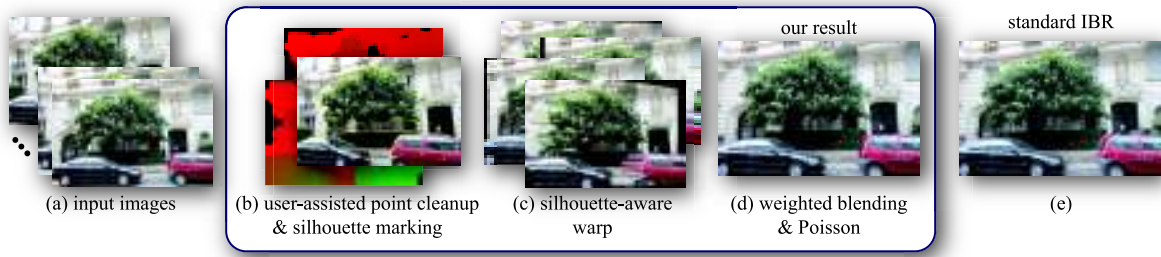 our result
standard IBR
(a) input images
(b) user-assisted point cleanup
& silhouette marking
(c) silhouette-aware
warp
(d) weighted blending
& Poisson
(e)